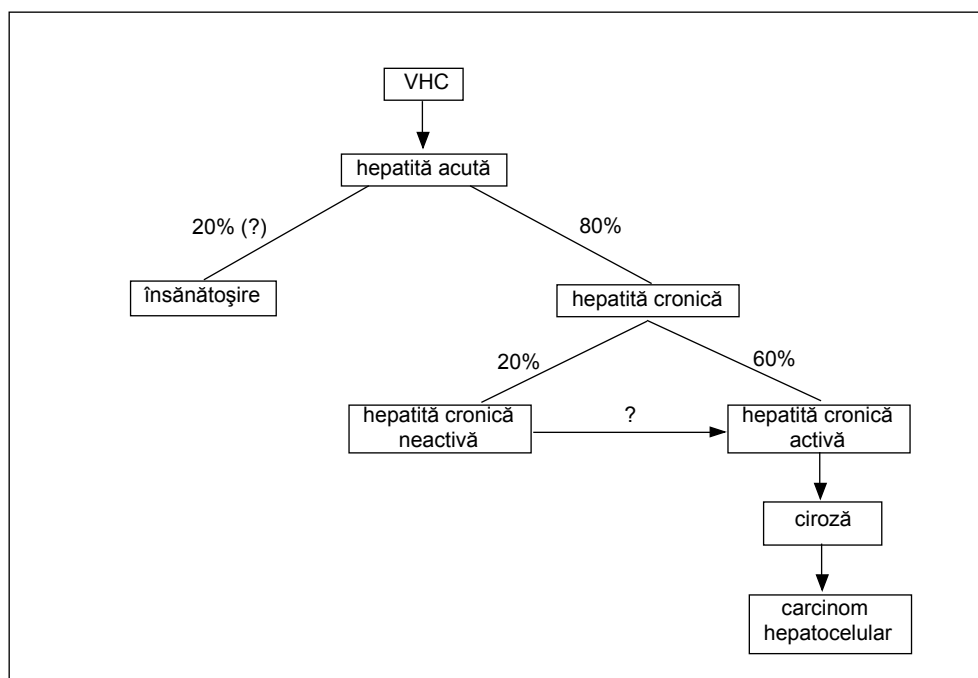 VHC
hepatită acută
20% (?)
80%
însănătoşire
hepatită cronică
20%
60%
hepatită cronică
neactivă
?
hepatită cronică
activă
ciroză
carcinom
hepatocelular